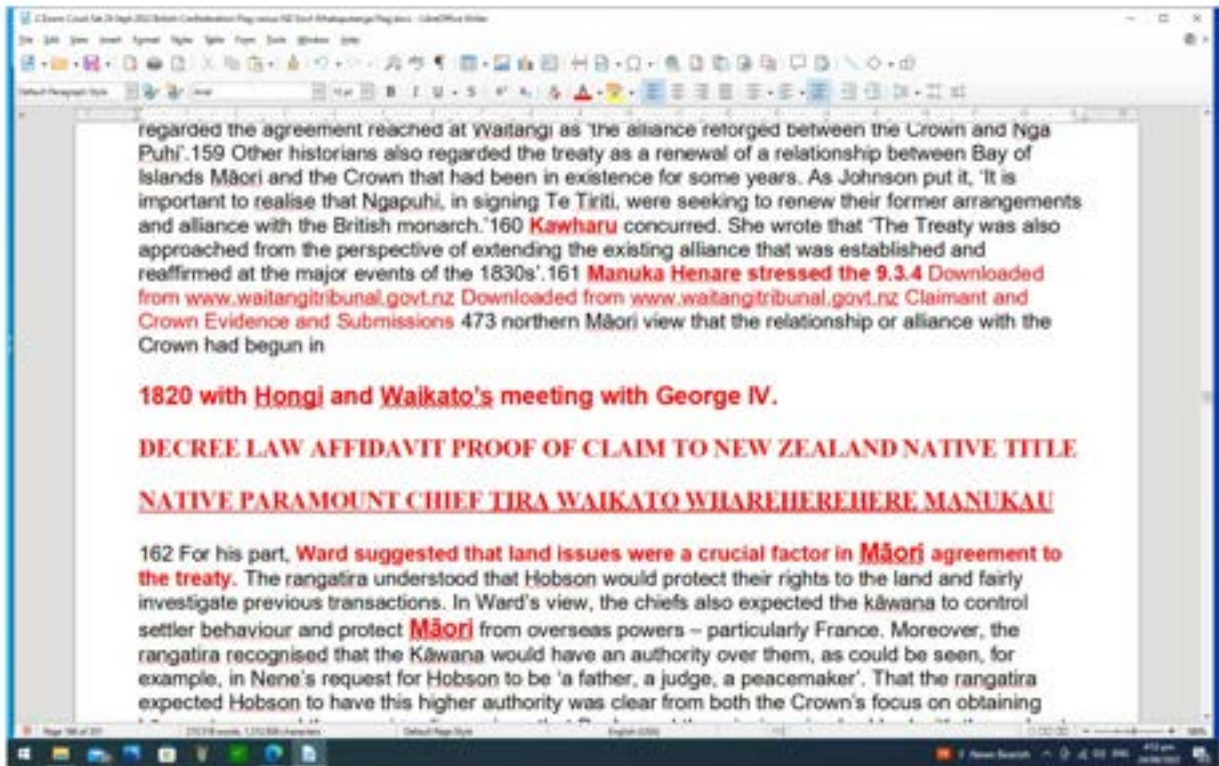 regarded the agreement reached at Waitangi as 'the alliance reforged between the Crown and Nga
Puhi'.159 Other historians also regarded the treaty as a renewal of a relationship between Bay of
Islands Māori and the Crown that had been in existence for some years. As Johnson put it, 'It is
important to realise that Ngapuhi, in signing Te Tiriti, were seeking to renew their former arrangements
and alliance with the British monarch.'160 Kawharu concurred. She wrote that 'The Treaty was also
approached from the perspective of extending the existing alliance that was established and
reaffirmed at the major events of the 1830s'.161 Manuka Henare stressed the 9.3.4 Downloaded
from www.waitangitribunal.govt.nz Downloaded from www.waitangitribunal.govt.nz Claimant and
Crown Evidence and Submissions 473 northern Māori view that the relationship or alliance with the
Crown had begun in
1820 with Hongi and Waikato's meeting with George IV.
DECREE LAW AFFIDAVIT PROOF OF CLAIM TO NEW ZEALAND NATIVE TITLE
NATIVE PARAMOUNT CHIEF TIRA WAIKATO WHAREHEREHERE MANUKAU
162 For his part, Ward suggested that land issues were a crucial factor in Māori agreement to
the treaty. The rangatira understood that Hobson would protect their rights to the land and fairly
investigate previous transactions. In Ward's view, the chiefs also expected the kāwana to control
settler behaviour and protect Māori from overseas powers – particularly France. Moreover, the
rangatira recognised that the Kāwana would have an authority over them, as could be seen, for
example, in Nene's request for Hobson to be 'a father, a judge, a peacemaker'. That the rangatira
expected Hobson to have this higher authority was clear from both the Crown's focus on obtaining
Default Page Style
English (USA)